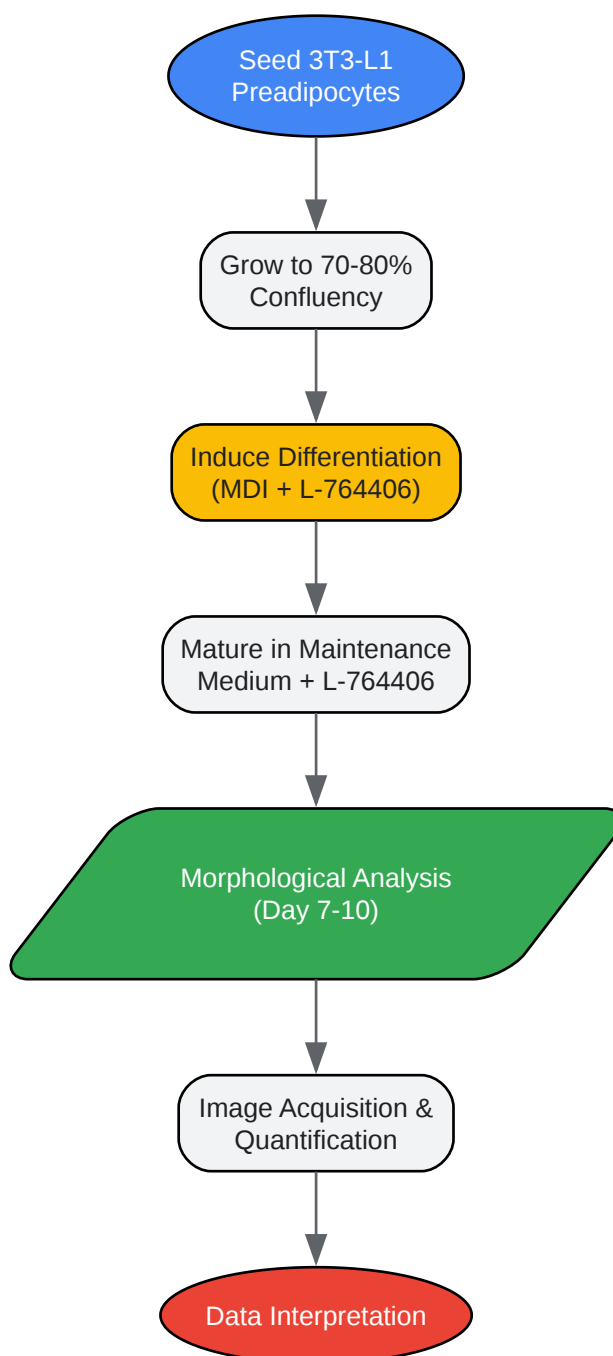 Seed 3T3-L1
Preadipocytes
Grow to 70-80%
Confluency
Induce Differentiation
(MDI + L-764406)
Mature in Maintenance
Medium + L-764406
Morphological Analysis
(Day 7-10)
Image Acquisition &
Quantification
Data Interpretation